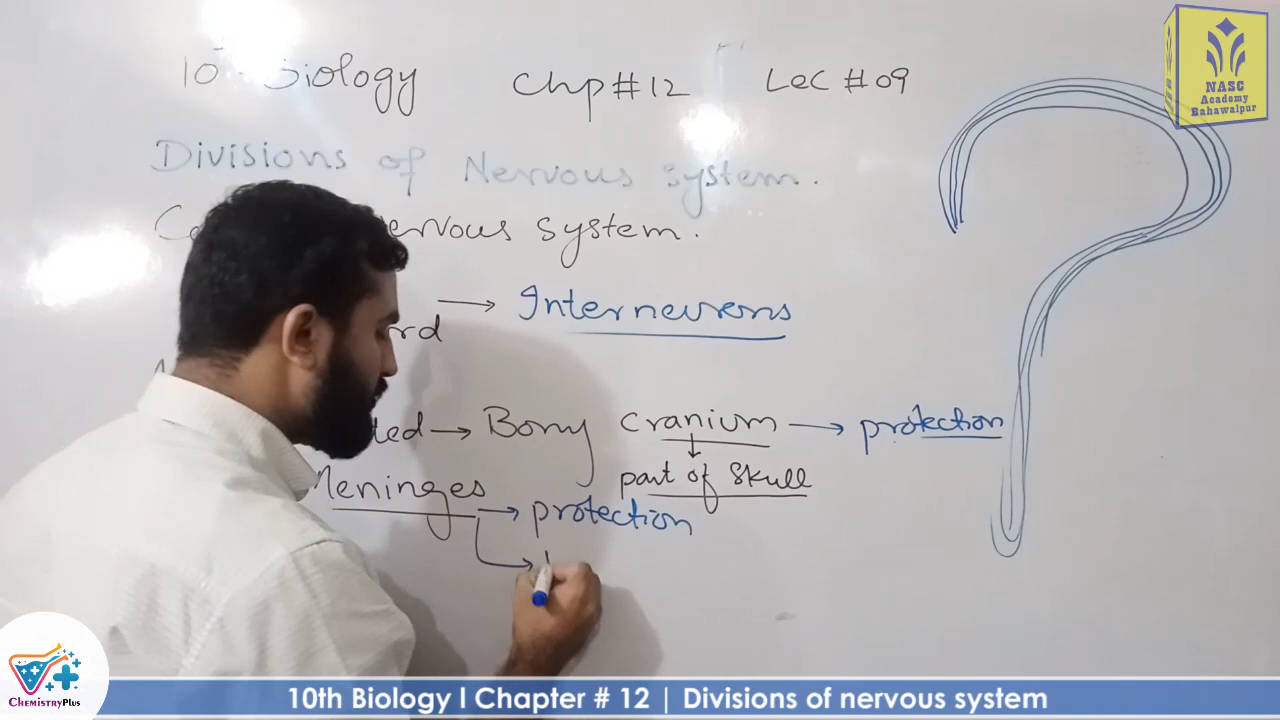 10 Biology Chp # 12 Lec # 09
NASC
Academy
Bahawalpur
Divisions of Nervous system.
ervous system.
rd → Interneurons
ted → Bony cranium → protection
part of skull
Meninges → protection
10th Biology I Chapter # 12 | Divisions of nervous system
CHEMISTRYPLUS